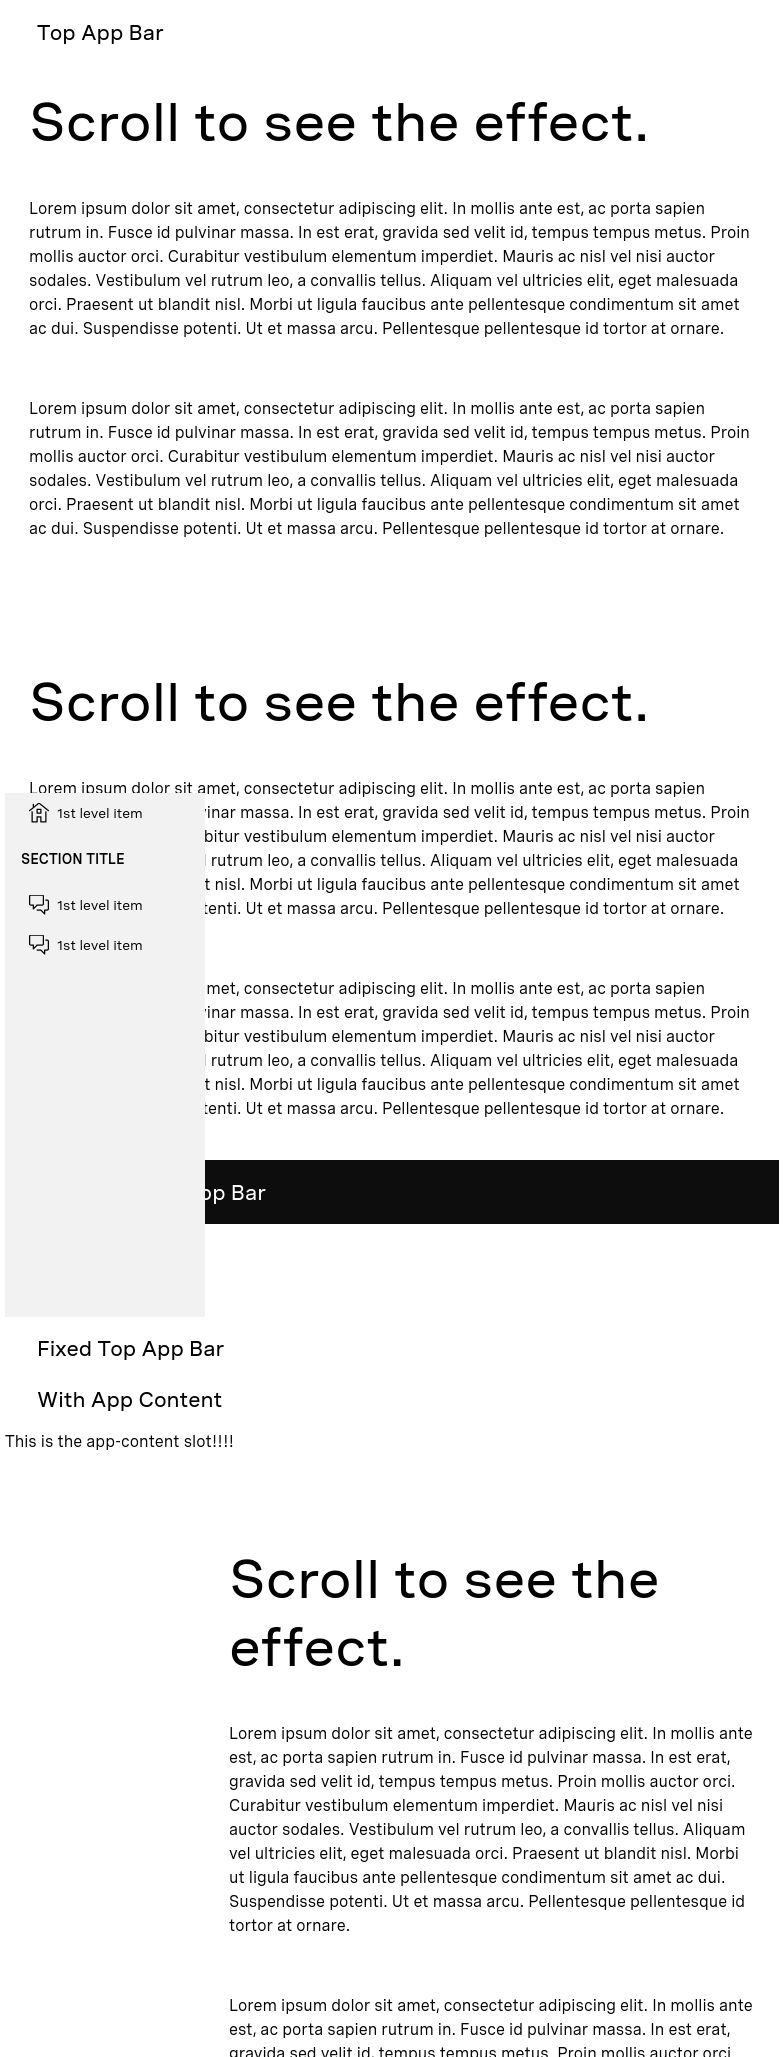 Top App Bar
Scroll to see the effect.
Lorem ipsum dolor sit amet, consectetur adipiscing elit. In mollis ante est, ac porta sapien
rutrum in. Fusce id pulvinar massa. In est erat, gravida sed velit id, tempus tempus metus. Proin
mollis auctor orci. Curabitur vestibulum elementum imperdiet. Mauris ac nisl vel nisi auctor
sodales. Vestibulum vel rutrum leo, a convallis tellus. Aliquam vel ultricies elit, eget malesuada
orci. Praesent ut blandit nisl. Morbi ut ligula faucibus ante pellentesque condimentum sit amet
ac dui. Suspendisse potenti. Ut et massa arcu. Pellentesque pellentesque id tortor at ornare.
Lorem ipsum dolor sit amet, consectetur adipiscing elit. In mollis ante est, ac porta sapien
rutrum in. Fusce id pulvinar massa. In est erat, gravida sed velit id, tempus tempus metus. Proin
mollis auctor orci. Curabitur vestibulum elementum imperdiet. Mauris ac nisl vel nisi auctor
sodales. Vestibulum vel rutrum leo, a convallis tellus. Aliquam vel ultricies elit, eget malesuada
orci. Praesent ut blandit nisl. Morbi ut ligula faucibus ante pellentesque condimentum sit amet
ac dui. Suspendisse potenti. Ut et massa arcu. Pellentesque pellentesque id tortor at ornare.
Scroll to see the effect.
Lorem ipsum dolor sit amet, consectetur adipiscing elit. In mollis ante est, ac porta sapien
1st level item
massa. In est erat, gravida sed velit id, tempus tempus metus. Proin
vestibulum elementum imperdiet. Mauris ac nisl vel nisi auctor
SECTION TITLE
rutrum leo, a convallis tellus. Aliquam vel ultricies elit, eget malesuada
nisl. Morbi ut ligula faucibus ante pellentesque condimentum sit amet
1st level item
Ut et massa arcu. Pellentesque pellentesque id tortor at ornare.
1st level item
consectetur adipiscing elit. In mollis ante est, ac porta sapien
massa. In est erat, gravida sed velit id, tempus tempus metus. Proin
vestibulum elementum imperdiet. Mauris ac nisl vel nisi auctor
rutrum leo, a convallis tellus. Aliquam vel ultricies elit, eget malesuada
nisl. Morbi ut ligula faucibus ante pellentesque condimentum sit amet
Ut et massa arcu. Pellentesque pellentesque id tortor at ornare.
Bar
Fixed Top App Bar
With App Content
This is the app-content slot!!!!
Scroll to see the
effect.
Lorem ipsum dolor sit amet, consectetur adipiscing elit. In mollis ante
est, ac porta sapien rutrum in. Fusce id pulvinar massa. In est erat,
gravida sed velit id, tempus tempus metus. Proin mollis auctor orci.
Curabitur vestibulum elementum imperdiet. Mauris ac nisl vel nisi
auctor sodales. Vestibulum vel rutrum leo, a convallis tellus. Aliquam
vel ultricies elit, eget malesuada orci. Praesent ut blandit nisl. Morbi
ut ligula faucibus ante pellentesque condimentum sit amet ac dui.
Suspendisse potenti. Ut et massa arcu. Pellentesque pellentesque id
tortor at ornare.
Lorem ipsum dolor sit amet, consectetur adipiscing elit. In mollis ante
est, ac porta sapien rutrum in. Fusce id pulvinar massa. In est erat,
gravida sed velit id, tempus tempus metus. Proin mollis auctor orci.